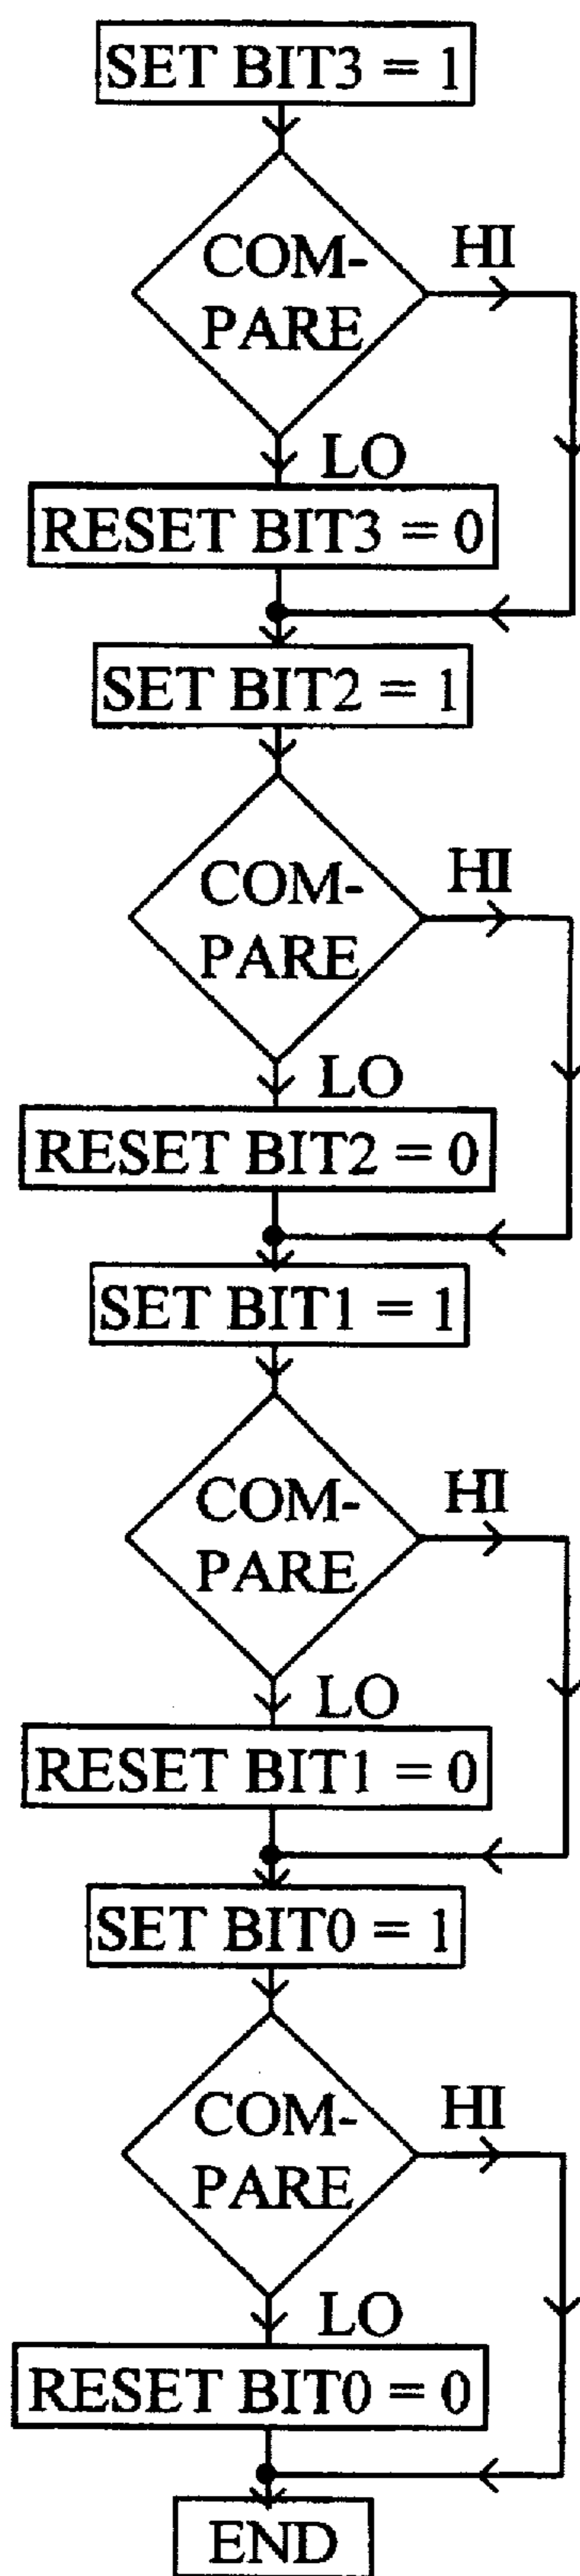 SET BIT3 = 1
COM-
PARE
HI
LO
RESET BIT3 = 0
SET BIT2 = 1
COM-
PARE
HI
LO
RESET BIT2 = 0
SET BIT1 = 1
COM-
PARE
HI
LO
RESET BIT1 = 0
SET BIT0 = 1
COM-
PARE
HI
LO
RESET BIT0 = 0
END